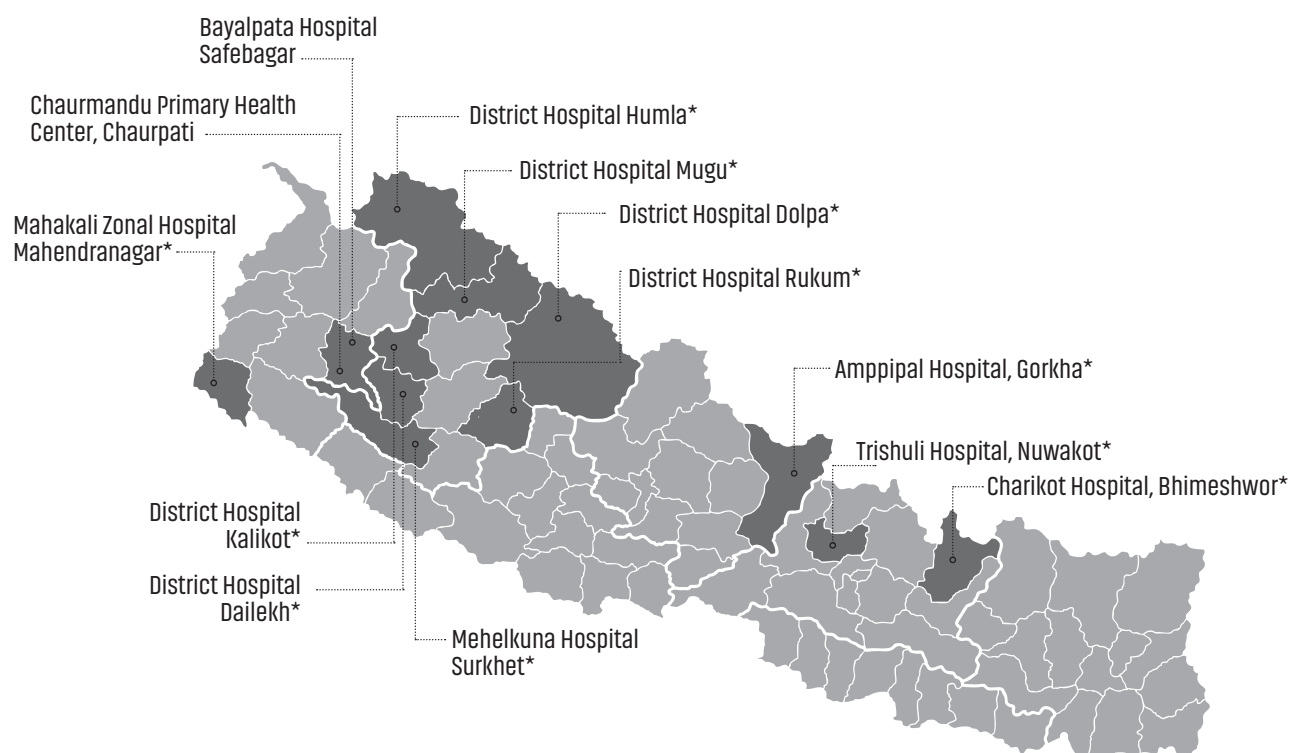 Bayalpata Hospital
Safebagar
Chaurmandu Primary Health
Center, Chaurpati
District Hospital Humla*
District Hospital Mugu*
District Hospital Dolpa*
Mahakali Zonal Hospital
Mahendranagar*
District Hospital Rukum*
Amppipal Hospital, Gorkha*
Trishuli Hospital, Nuwakot*
Charikot Hospital, Bhimeshwor*
District Hospital
Kalikot*
District Hospital
Dailekh*
Mehelkuna Hospital
Surkhet*